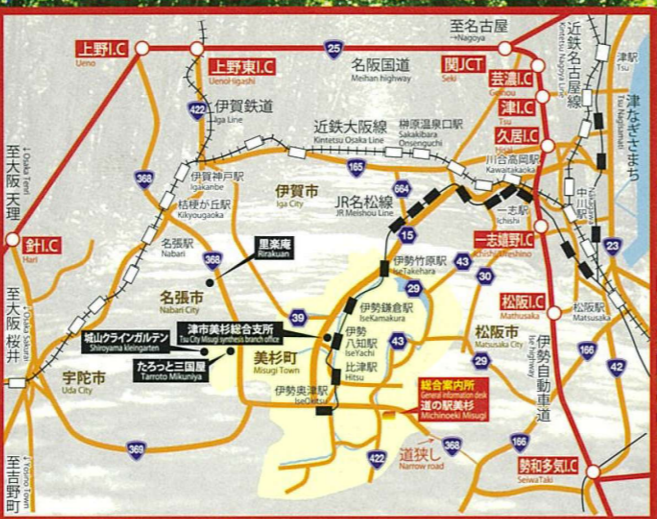 至名古屋
→Nagoya
上野I.C
Ueno
上野東I.C
UenoHigashi
25
名阪国道
Meihan highway
関JCT
Seki
近鉄名古屋線
Kintetsu Nagoya Line
津駅
Tsu
芸濃I.C
津I.C
Tsu
津なぎさまち
Tsu Nagisamati
久居I.C
422
伊賀鉄道
Iga Line
近鉄大阪線
Kintetsu Osaka Line
榊原温泉口駅
Sakakibara
Onsenguchi
川合高岡駅
Kawaitakaoka
165
中川駅
Nakagawa
至大阪 天理
↓Osaka Tenri
368
伊賀神戸駅
Igakanbe
桔梗が丘駅
Kikyougaoka
伊賀市
Iga City
664
JR名松線
JR Meishou Line
一志駅
Ichishi
針I.C
Hari
名張駅
Nabari
368
里楽庵
Rirakuan
15
一志嬉野I.C
Ichishi Ureshino
23
伊勢竹原駅
IseTakehara
43
30
29
名張市
Nabari City
39
伊勢鎌倉駅
IseKamakura
松阪I.C
Mathusaka
松阪駅
Matsusaka
至大阪 桜井
↓Osaka Sakurai
津市美杉総合支所
Tsu City Misugi synthesis branch office
伊勢
八知駅
IseYachi
43
松阪市
Matsusaka City
城山クラインガルテン
Shiroyama kleingarten
美杉町
Misugi Town
比津駅
Hitsu
29
伊勢自動車道
Ise highway
166
42
たろっと三国屋
Tarroto Mikuniya
宇陀市
Uda City
伊勢奥津駅
IseOkitsu
総合案内所
General information desk
道の駅美杉
Michinoeki Misugi
369
422
道狭し
Narrow road
368
166
勢和多気I.C
SeiwaTaki
至吉野町
↓Yosino Town